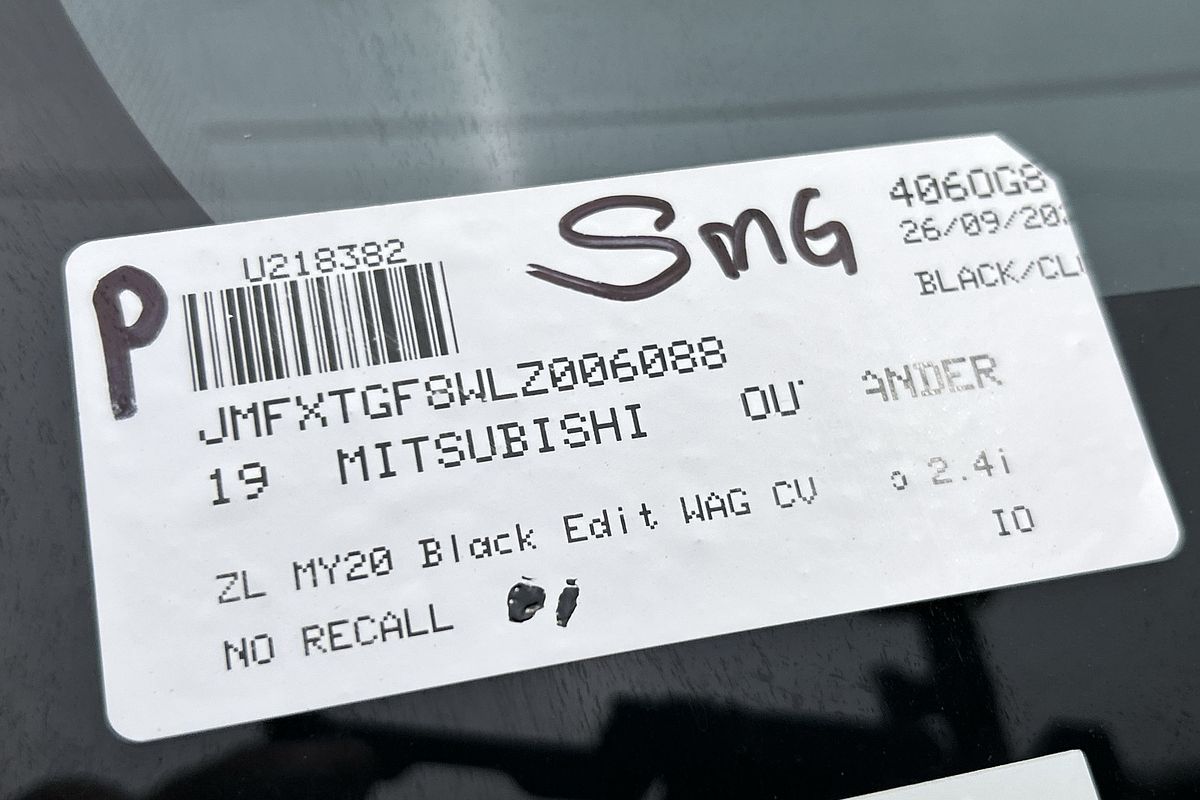 P
SmG
4060G8
26/09/202
BLACK/CL
U218382
JMFXTGF8WLZ006088
19 MITSUBISHI OU ANDER
ZL MY20 Black Edit WAG CV o 2.4i
NO RECALL IO